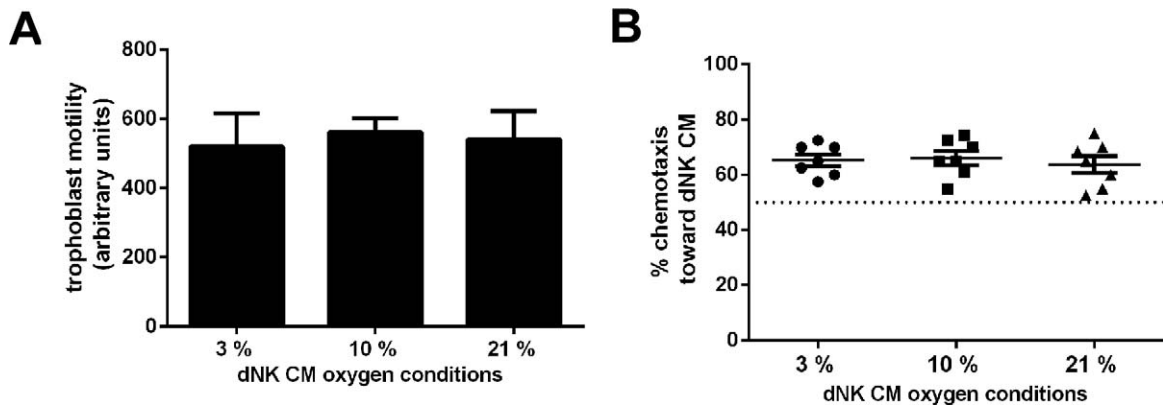 A
trophoblast motility
(arbitrary units)
800
600
400
200
0
3 %
10 %
21 %
dNK CM oxygen conditions
B
% chemotaxis
toward dNK CM
100
80
60
40
20
0
3 %
10 %
21 %
dNK CM oxygen conditions